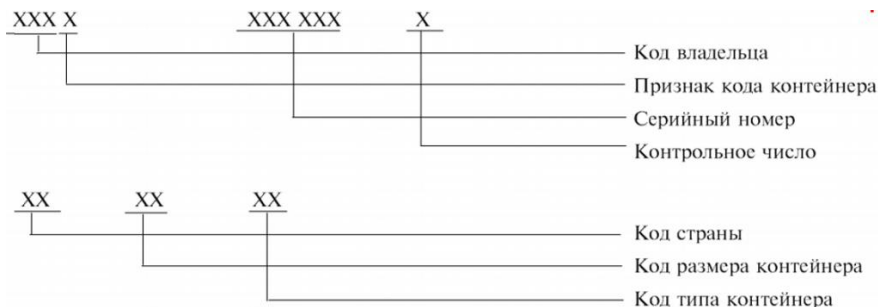 XXX X XXX XXX X
Код владельца
Признак кода контейнера
Серийный номер
Контрольное число
XX XX XX
Код страны
Код размера контейнера
Код типа контейнера